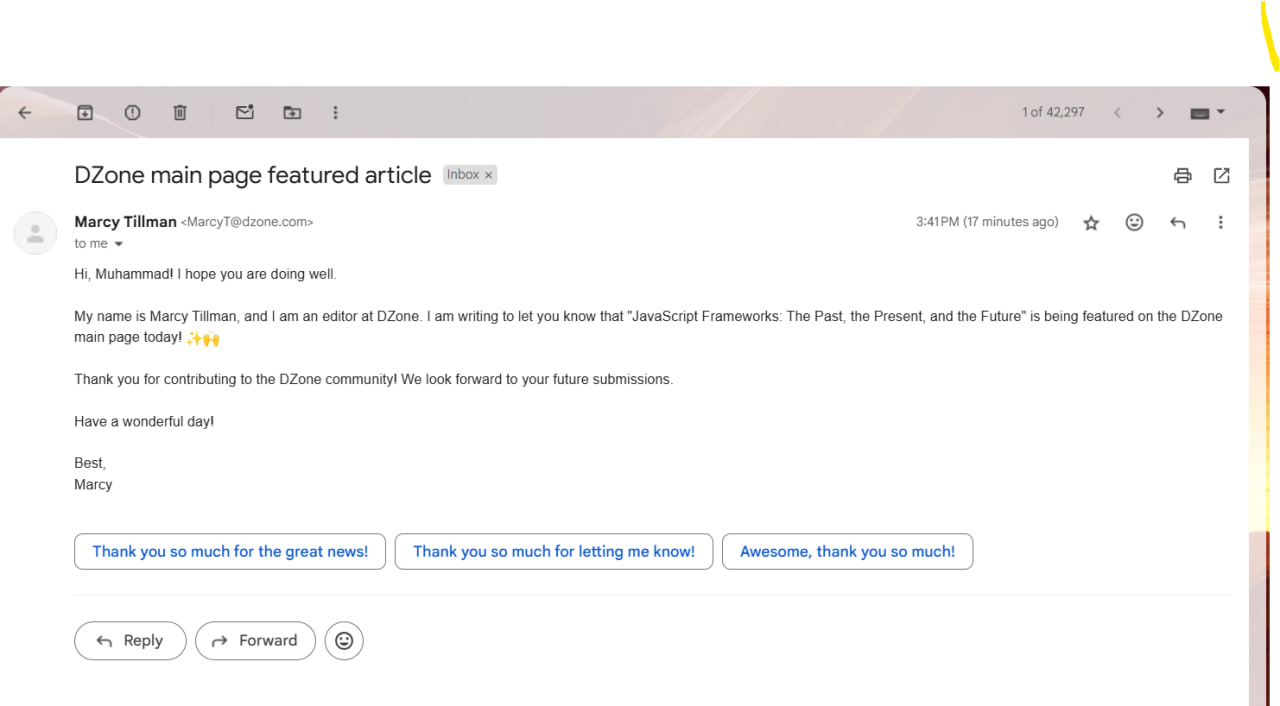 1 of 42,297
DZone main page featured article Inbox ×
Marcy Tillman <MarcyT@dzone.com> 3:41 PM (17 minutes ago)
to me
Hi, Muhammad! I hope you are doing well.
My name is Marcy Tillman, and I am an editor at DZone. I am writing to let you know that "JavaScript Frameworks: The Past, the Present, and the Future" is being featured on the DZone
main page today! ✨🙌
Thank you for contributing to the DZone community! We look forward to your future submissions.
Have a wonderful day!
Best,
Marcy
Thank you so much for the great news! Thank you so much for letting me know! Awesome, thank you so much!
Reply Forward